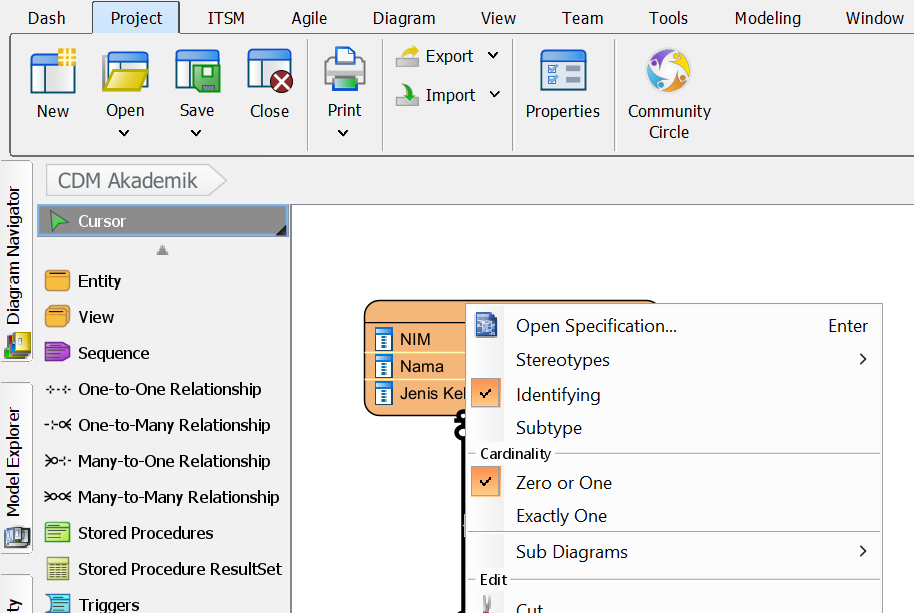 Dash Project ITSM Agile Diagram View Team Tools Modeling Window
New Open Save Close Print Export Import Properties Community
Circle
Diagram Navigator
Model Explorer
ty
CDM Akademik
Cursor
Entity
View
Sequence
One-to-One Relationship
One-to-Many Relationship
Many-to-One Relationship
Many-to-Many Relationship
Stored Procedures
Stored Procedure ResultSet
Triggers
NIM
Nama
Jenis Kel
Open Specification... Enter
Stereotypes
Identifying
Subtype
Cardinality
Zero or One
Exactly One
Sub Diagrams
Edit
Cut